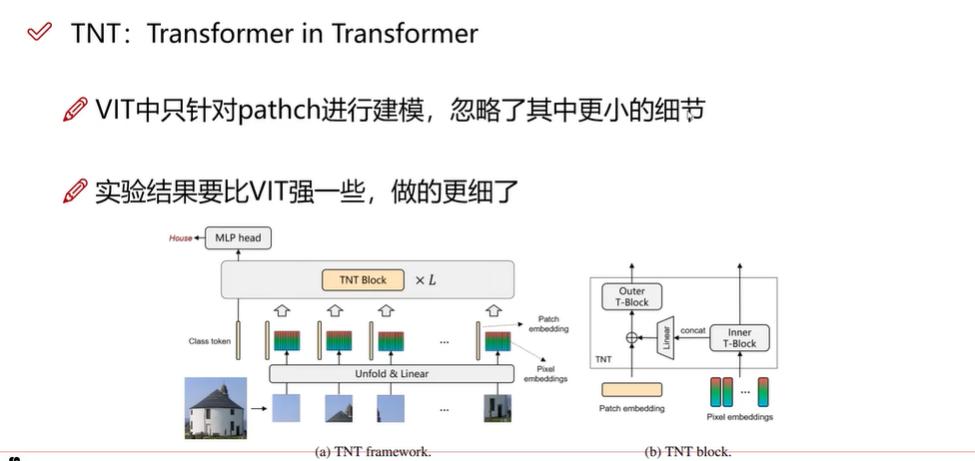 TNT：Transformer in Transformer
VIT中只针对pathch进行建模，忽略了其中更小的细节
实验结果要比VIT强一些，做的更细了
House
MLP head
TNT Block
× L
Class token
...
Patch embedding
Pixel embeddings
Unfold & Linear
...
(a) TNT framework.
Outer T-Block
Linear
concat
Inner T-Block
TNT
...
Patch embedding
Pixel embeddings
(b) TNT block.